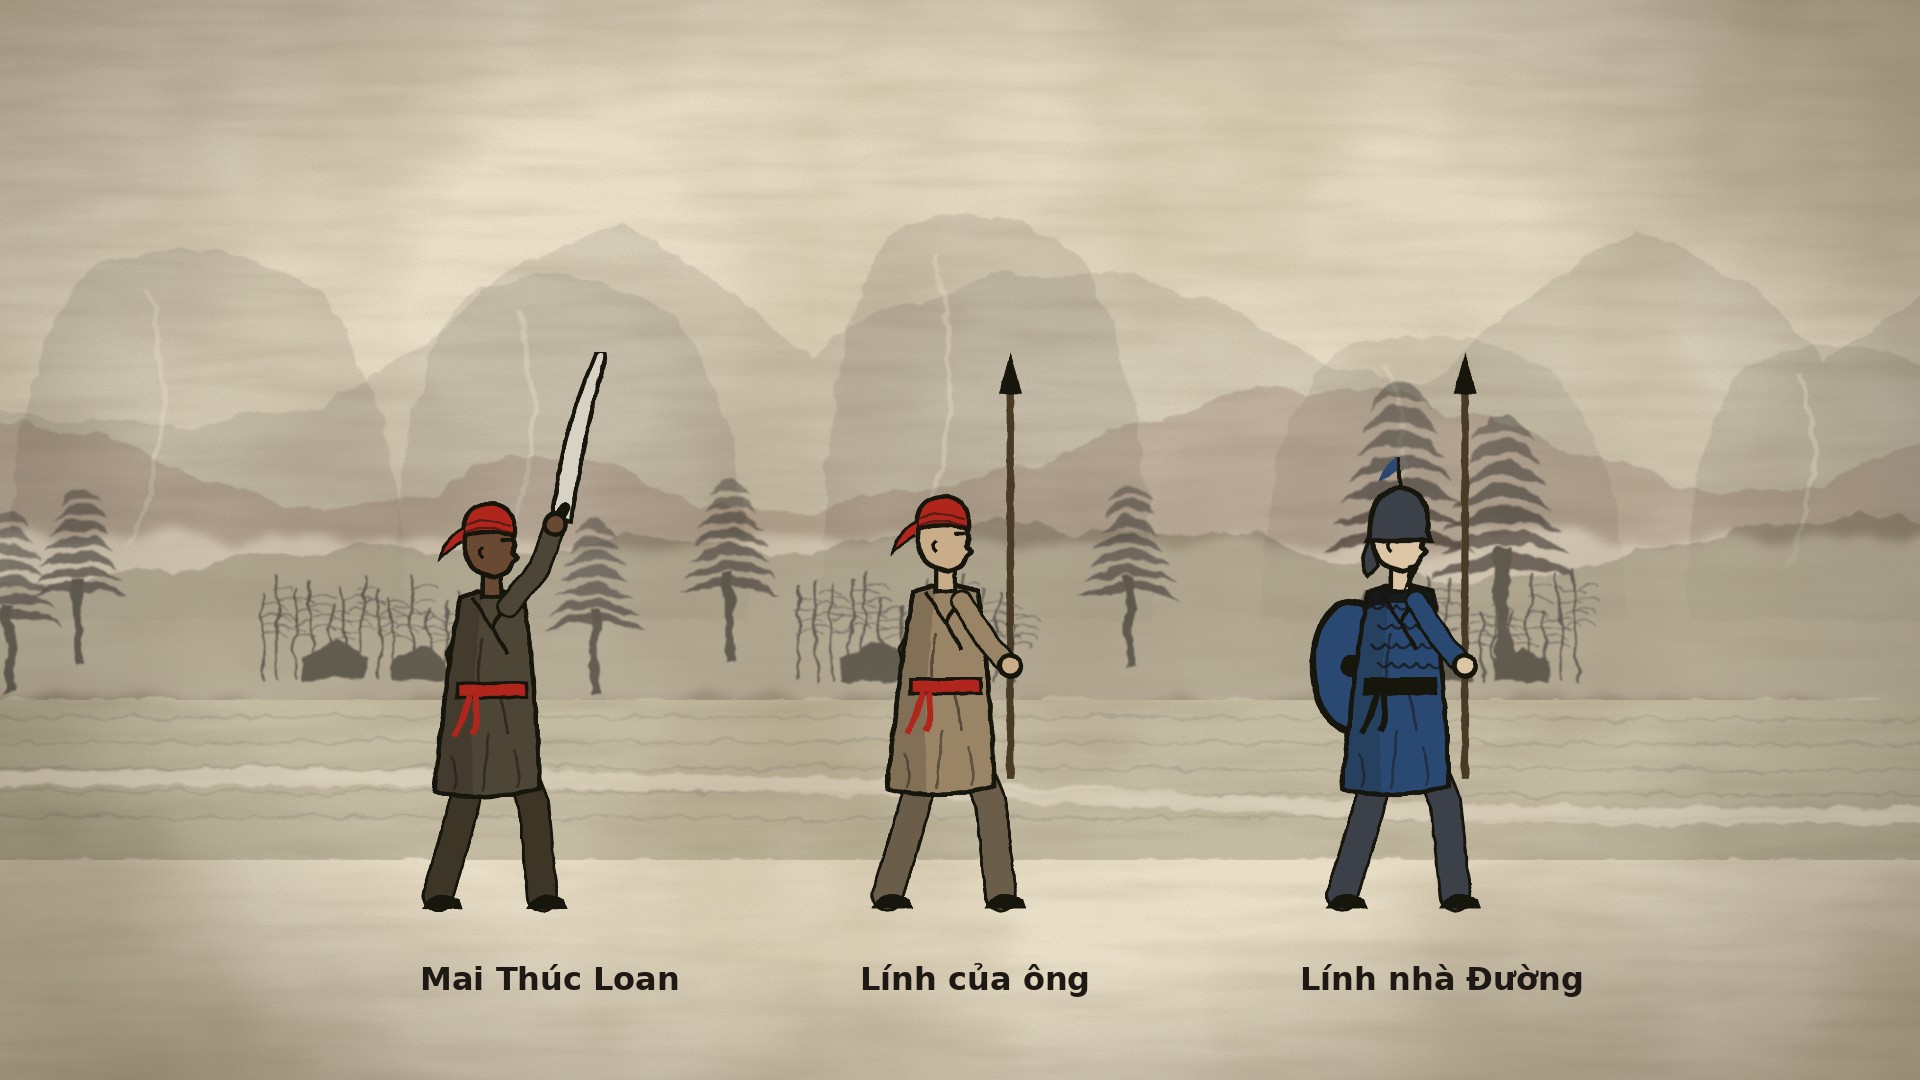 Mai Thúc Loan
Lính của ông
Lính nhà Đường